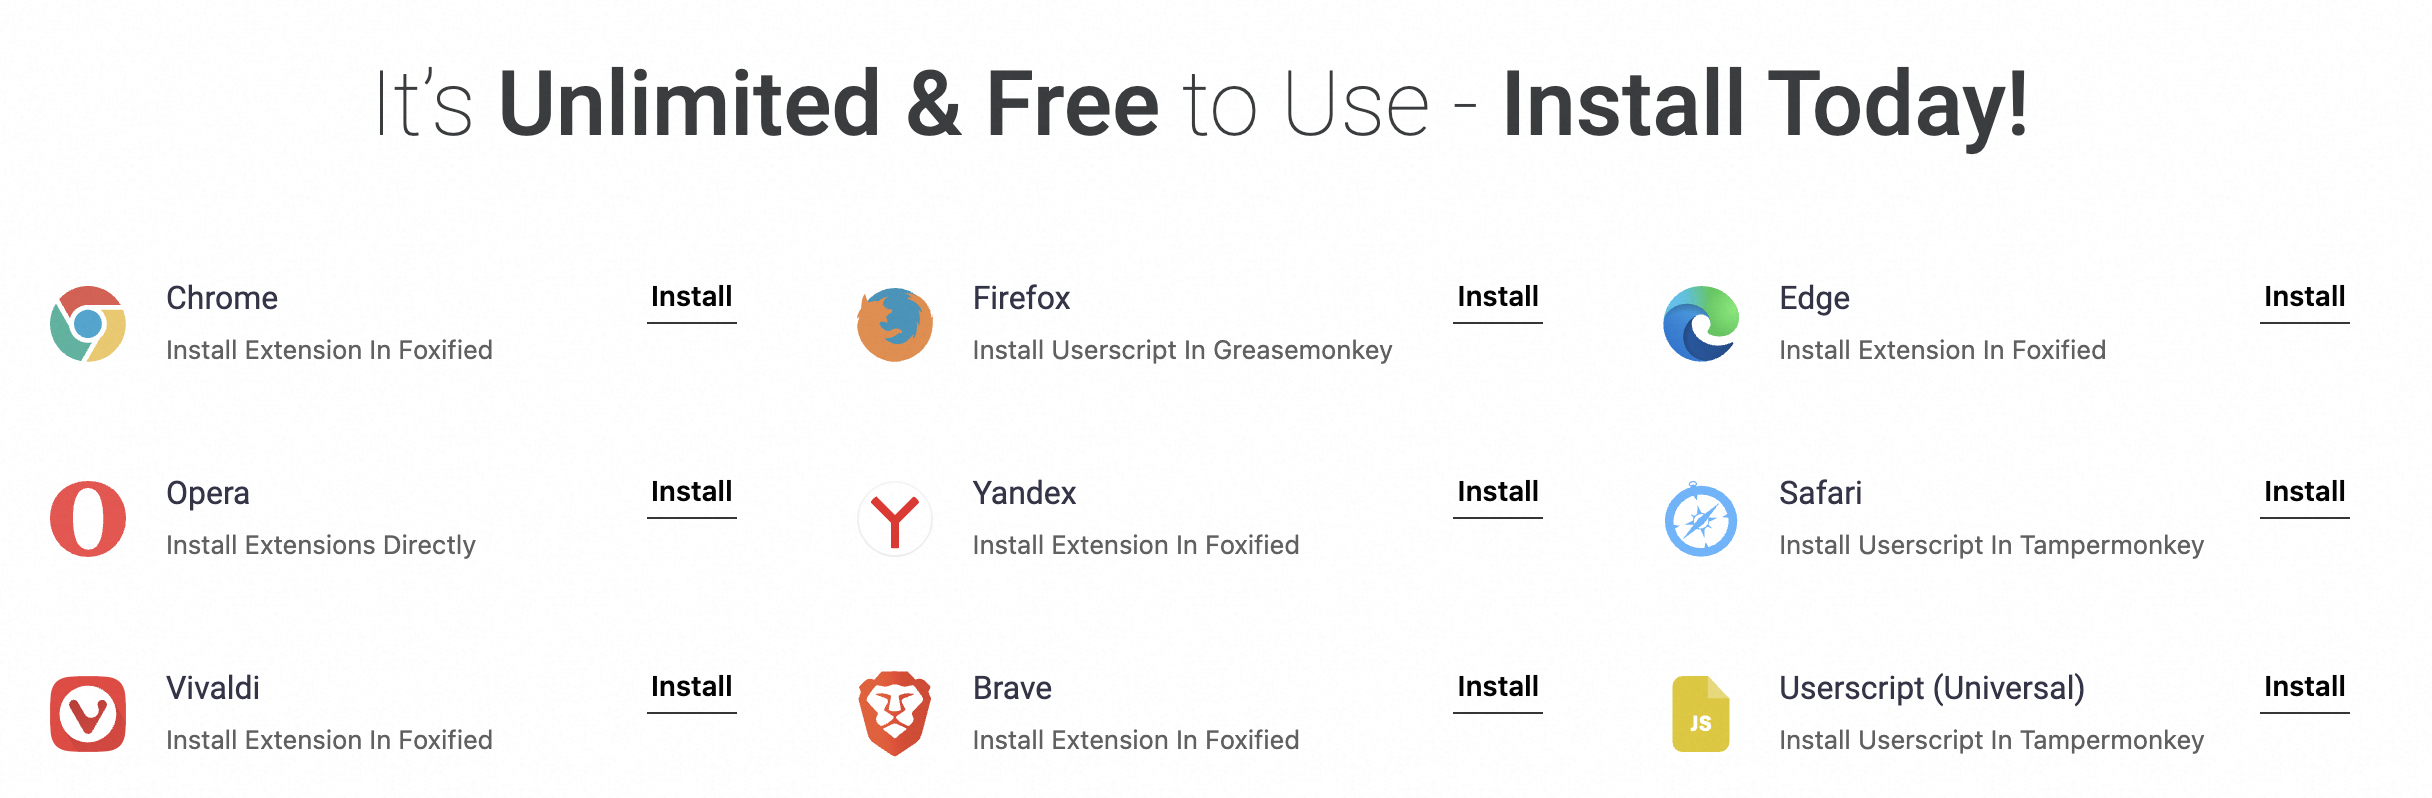 It’s Unlimited & Free to Use - Install Today!
Chrome
Install
Install Extension In Foxified
Firefox
Install
Install Userscript In Greasemonkey
Edge
Install
Install Extension In Foxified
Opera
Install
Install Extensions Directly
Yandex
Install
Install Extension In Foxified
Safari
Install
Install Userscript In Tampermonkey
Vivaldi
Install
Install Extension In Foxified
Brave
Install
Install Extension In Foxified
JS
Userscript (Universal)
Install
Install Userscript In Tampermonkey